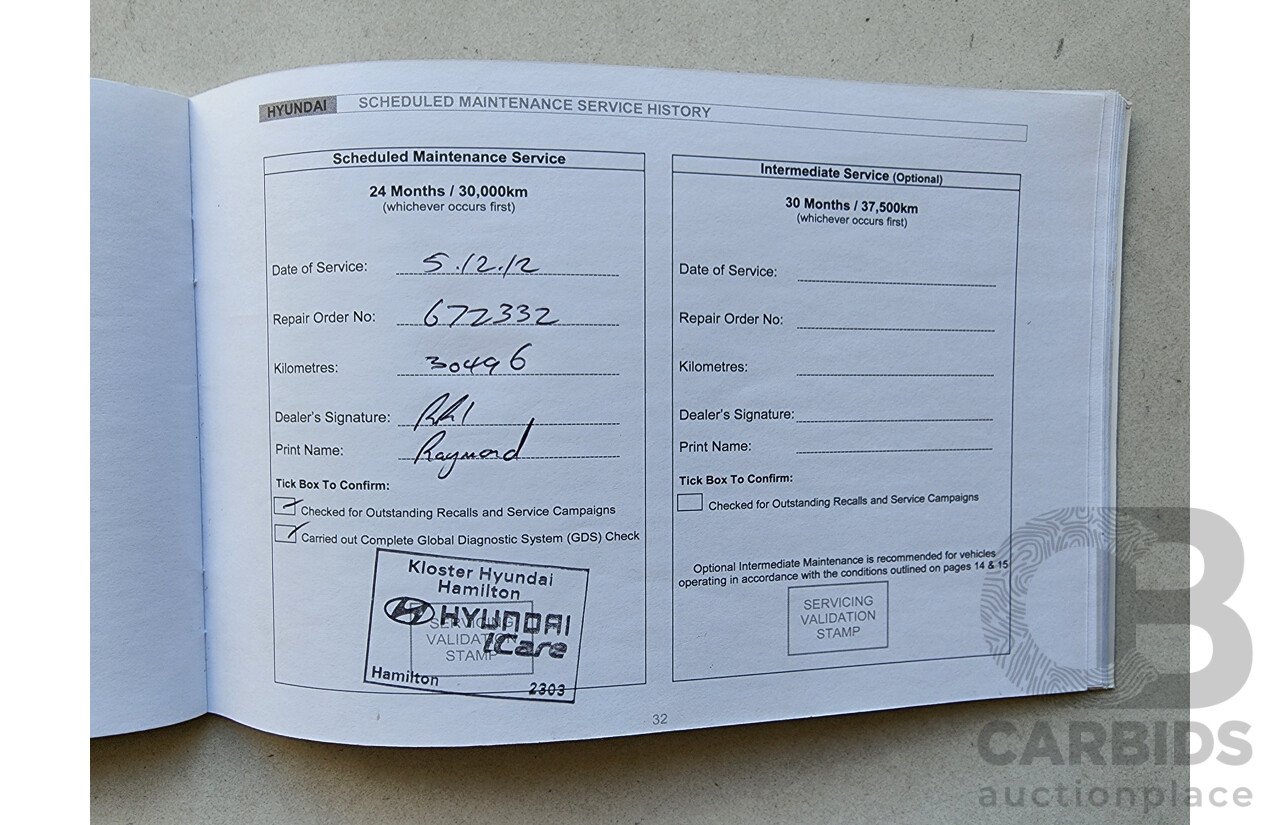 HYUNDAI SCHEDULED MAINTENANCE SERVICE HISTORY
Scheduled Maintenance Service
24 Months / 30,000km
(whichever occurs first)
Date of Service: 5.12.12
Repair Order No: 672332
Kilometres: 30496
Dealer's Signature:
Print Name: Raymond
Tick Box To Confirm:
Checked for Outstanding Recalls and Service Campaigns
Carried out Complete Global Diagnostic System (GDS) Check
Kloster Hyundai
Hamilton
HYUNDAI
iCare
SERVICING
VALIDATION
STAMP
Hamilton 2303
Intermediate Service (Optional)
30 Months / 37,500km
(whichever occurs first)
Date of Service:
Repair Order No:
Kilometres:
Dealer's Signature:
Print Name:
Tick Box To Confirm:
Checked for Outstanding Recalls and Service Campaigns
Optional Intermediate Maintenance is recommended for vehicles
operating in accordance with the conditions outlined on pages 14 & 15
SERVICING
VALIDATION
STAMP
32
CB
CARBIDS
auctionplace